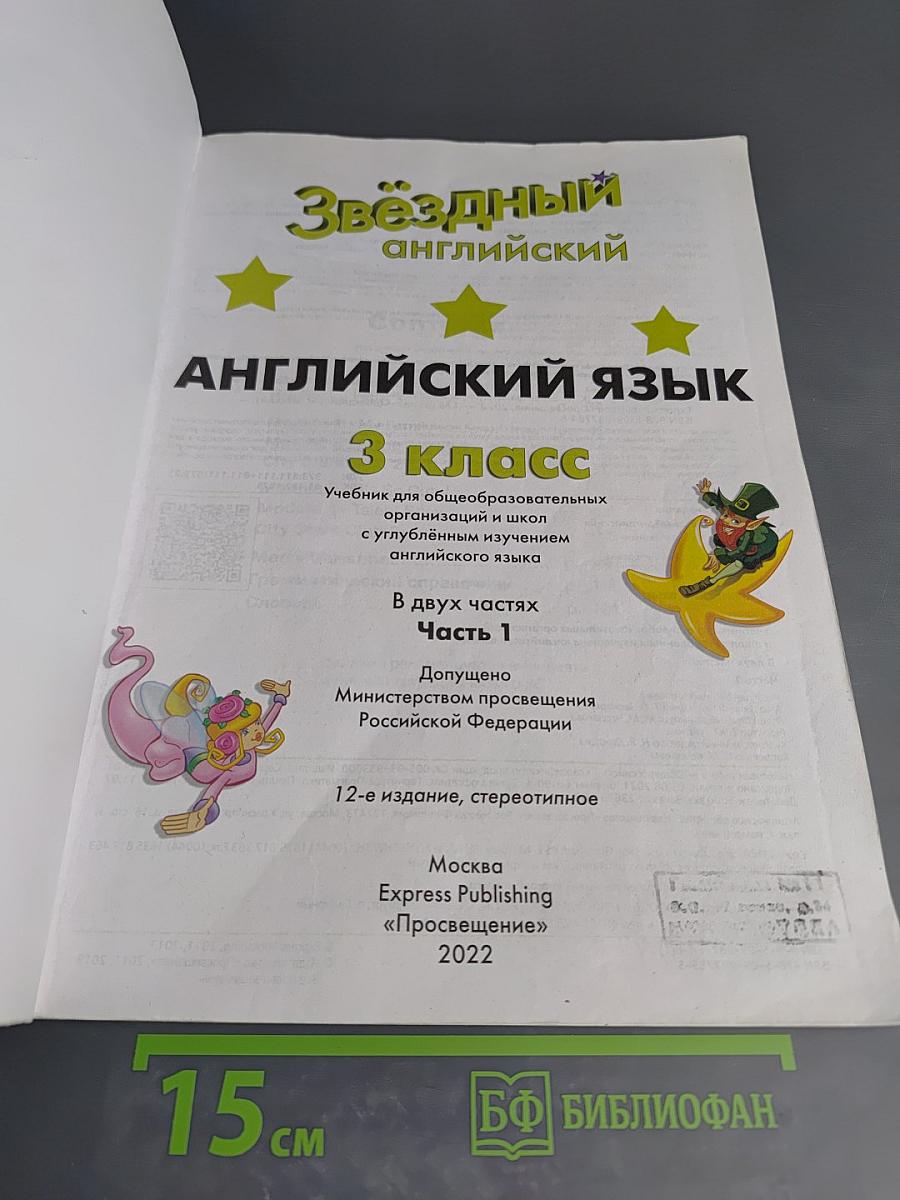 Звёздный
английский
АНГЛИЙСКИЙ ЯЗЫК
3 класс
Учебник для общеобразовательных
организаций и школ
с углублённым изучением
английского языка
В двух частях
Часть 1
Допущено
Министерством просвещения
Российской Федерации
12-е издание, стереотипное
Москва
Express Publishing
«Просвещение»
2022
15 см
БФ БИБЛИОФАН